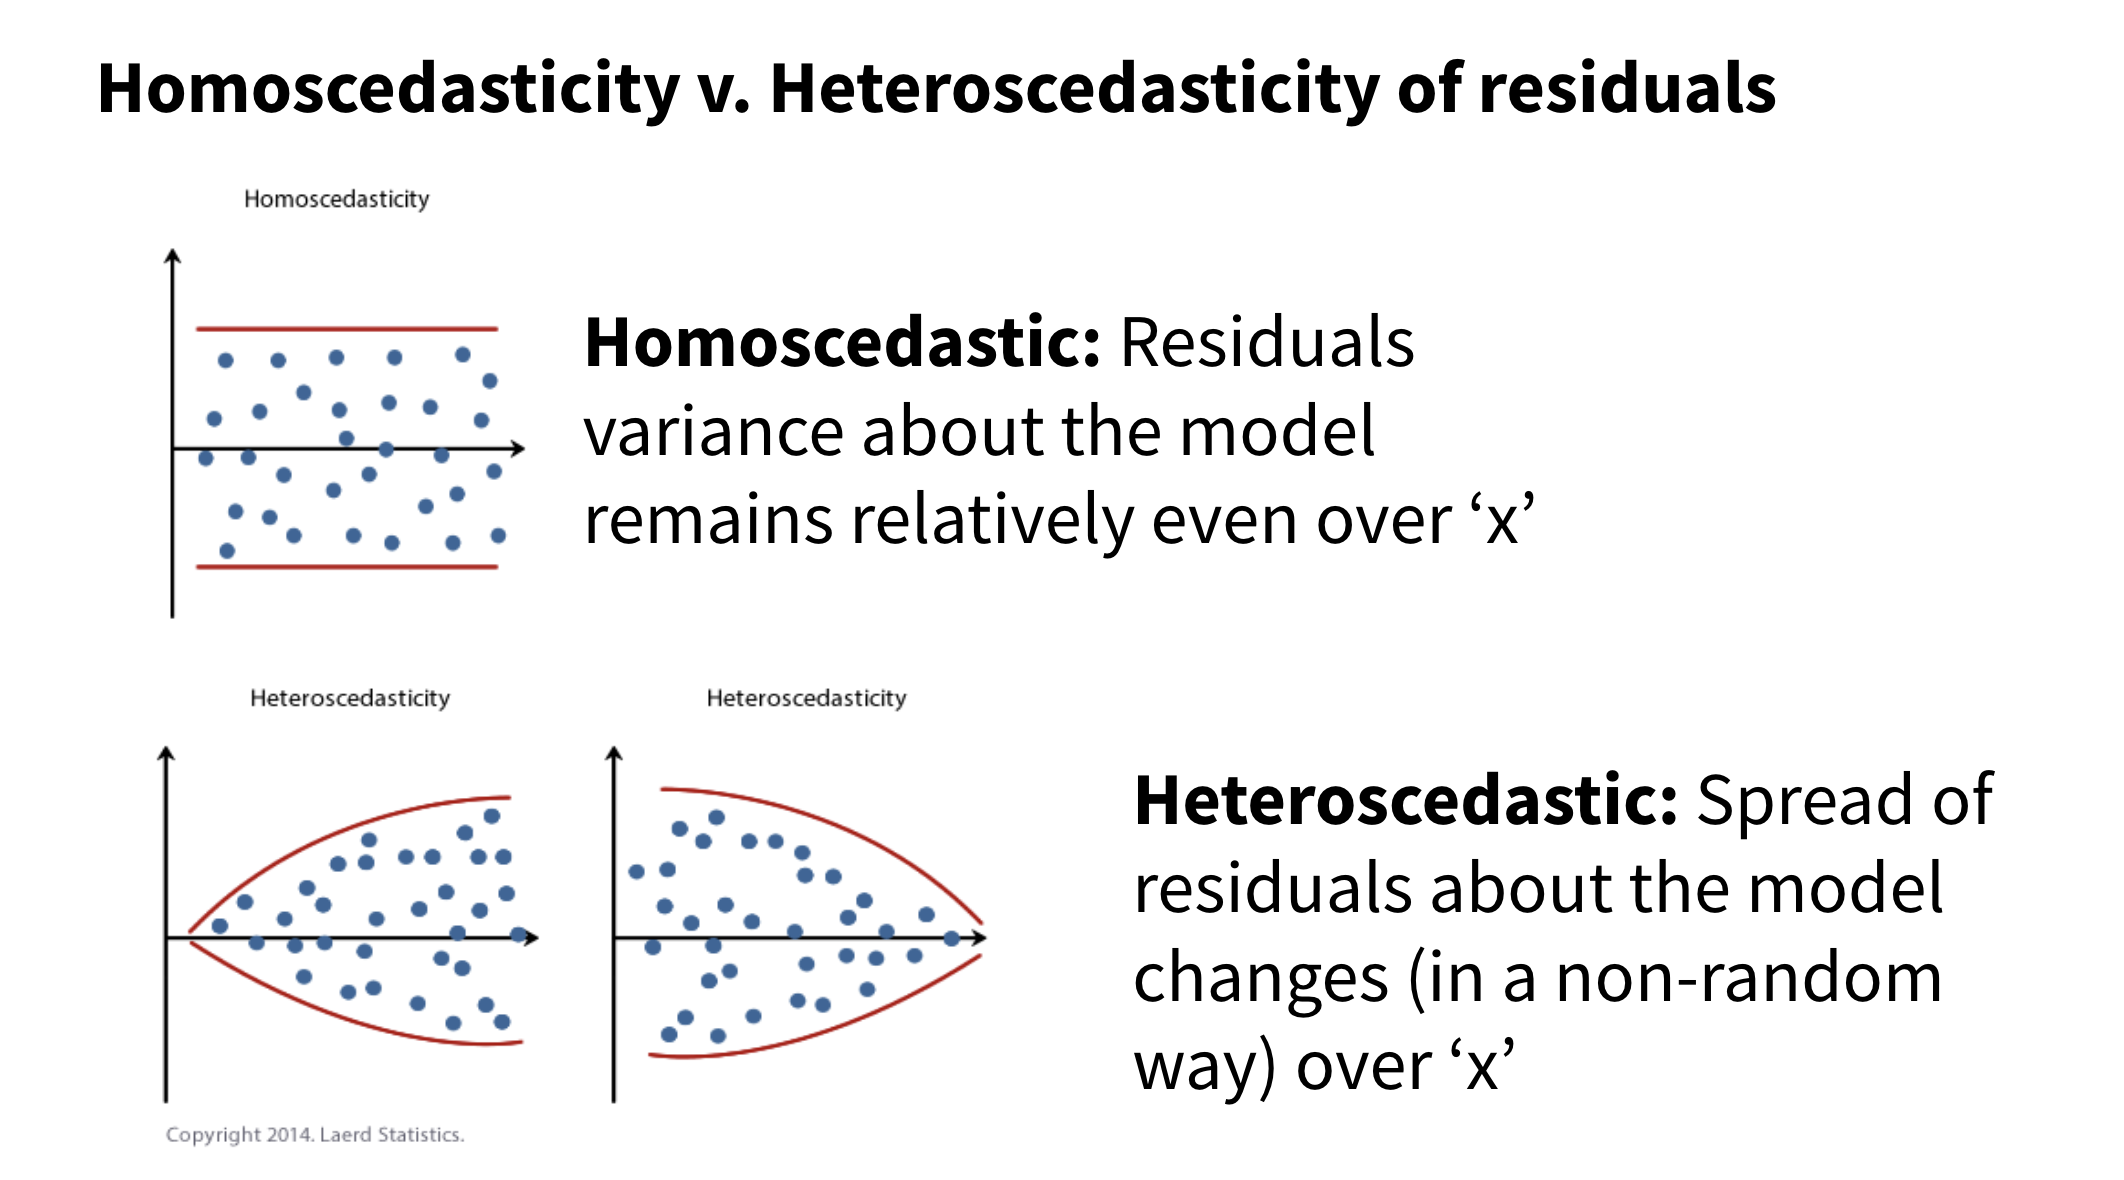 Homoscedasticity v. Heteroscedasticity of residuals
Homoscedasticity
Homoscedastic: Residuals
variance about the model
remains relatively even over ‘x’
Heteroscedasticity
Heteroscedasticity
Heteroscedastic: Spread of
residuals about the model
changes (in a non-random
way) over ‘x’
Copyright 2014. Laerd Statistics.